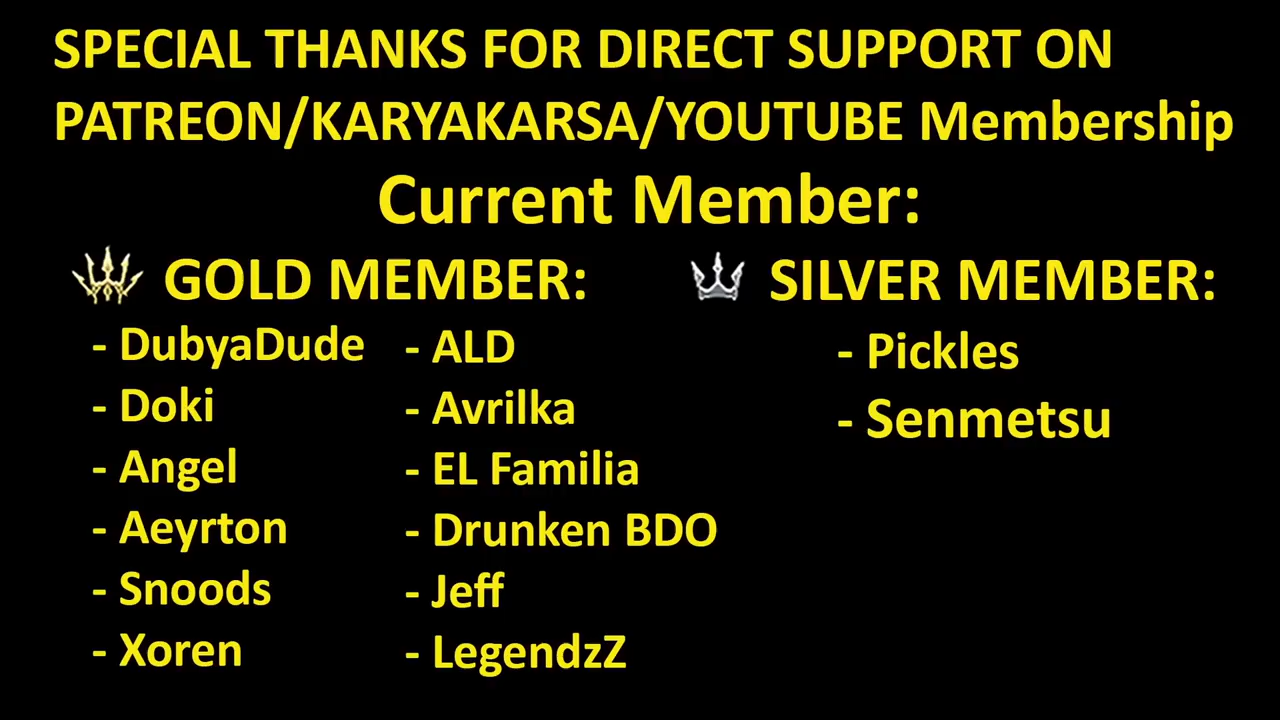 SPECIAL THANKS FOR DIRECT SUPPORT ON
PATREON/KARYAKARSA/YOUTUBE Membership
Current Member:
GOLD MEMBER:
- DubyaDude
- Doki
- Angel
- Aeyrton
- Snoods
- Xoren
- ALD
- Avrilka
- EL Familia
- Drunken BDO
- Jeff
- LegendzZ
SILVER MEMBER:
- Pickles
- Senmetsu